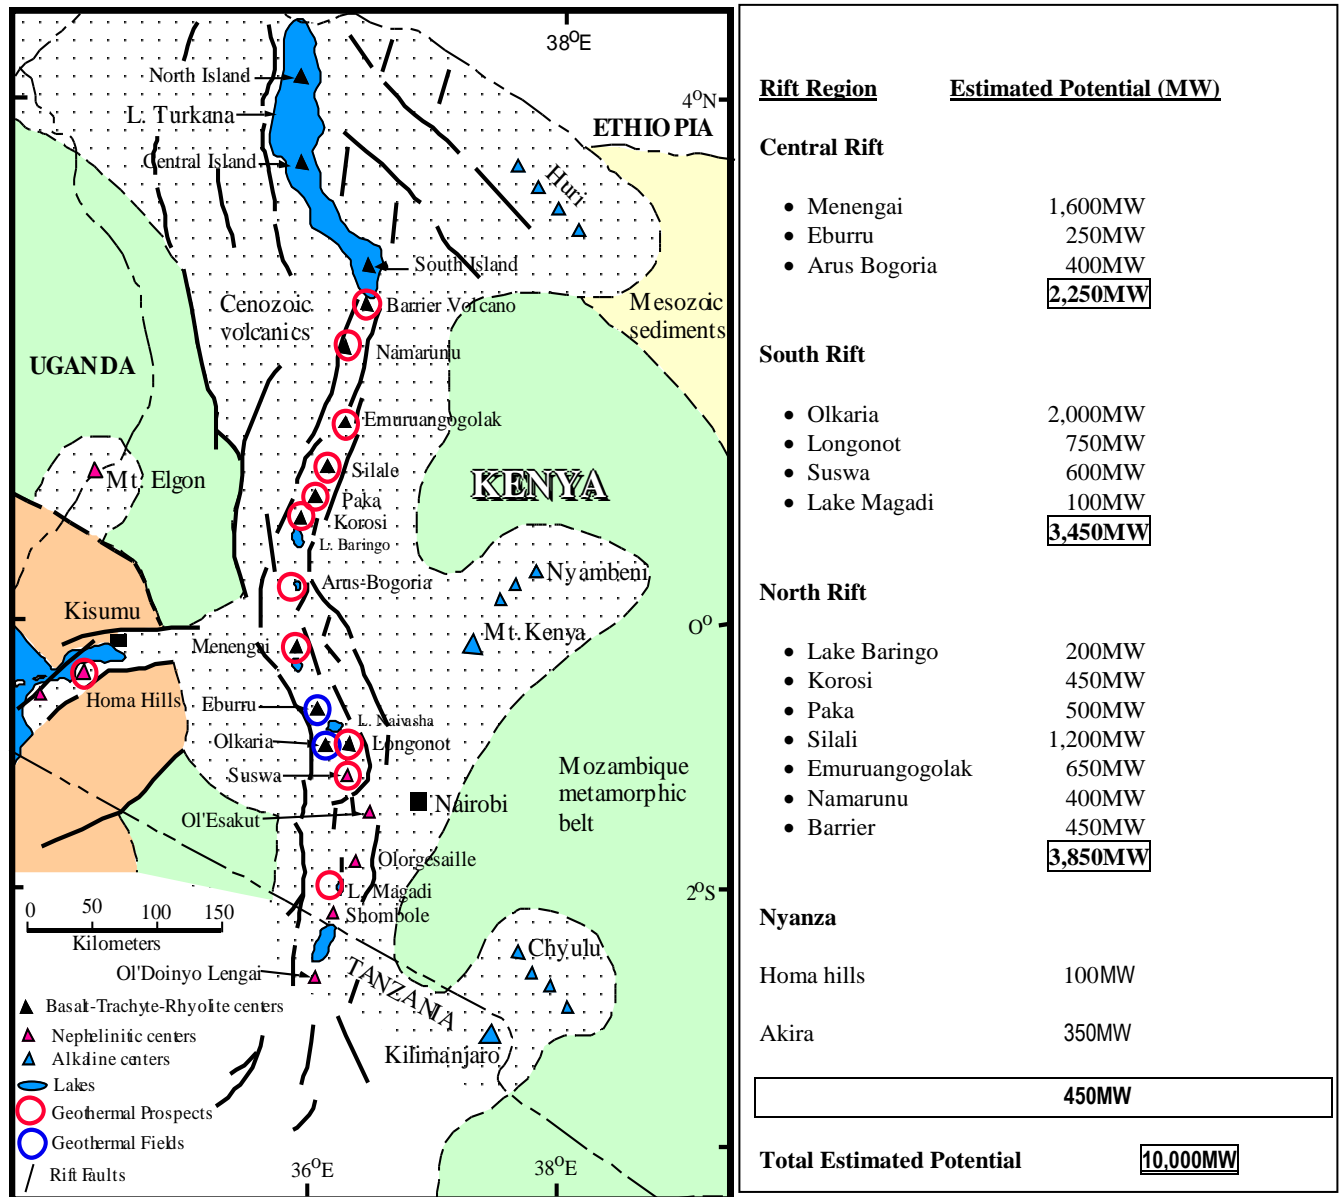 38°E
North Island
4°N
L. Turkana
ETHIOPIA
Central Island
Huri
South Island
Cenozoic
volcanics
Barrier Volcano
Mesozoic
sediments
Namarunu
UGANDA
Emuruangogolak
Silale
Mt. Elgon
KENYA
Paka
Korosi
L. Baringo
Arus-Bogoria
Nyambeni
Kisumu
O°
Mt. Kenya
Menengai
Homa Hills
Eburru
L. Naivasha
Olkaria
Longonot
Suswa
Mozambique
metamorphic
belt
Nairobi
Ol'Esakut
Olorgesaille
L. Magadi
2°S
Shombole
0 50 100 150
Kilometers
Chyulu
Ol'Doinyo Lengai
TANZANIA
Kilimanjaro
Basalt-Trachyte-Rhyolite centers
Nephelinitic centers
Alkaline centers
Lakes
Geothermal Prospects
Geothermal Fields
Rift Faults
36°E
38°E
Rift Region Estimated Potential (MW)
Central Rift
• Menengai 1,600MW
• Eburru 250MW
• Arus Bogoria 400MW
2,250MW
South Rift
• Olkaria 2,000MW
• Longonot 750MW
• Suswa 600MW
• Lake Magadi 100MW
3,450MW
North Rift
• Lake Baringo 200MW
• Korosi 450MW
• Paka 500MW
• Silali 1,200MW
• Emuruangogolak 650MW
• Namarunu 400MW
• Barrier 450MW
3,850MW
Nyanza
Homa hills 100MW
Akira 350MW
450MW
Total Estimated Potential 10,000MW